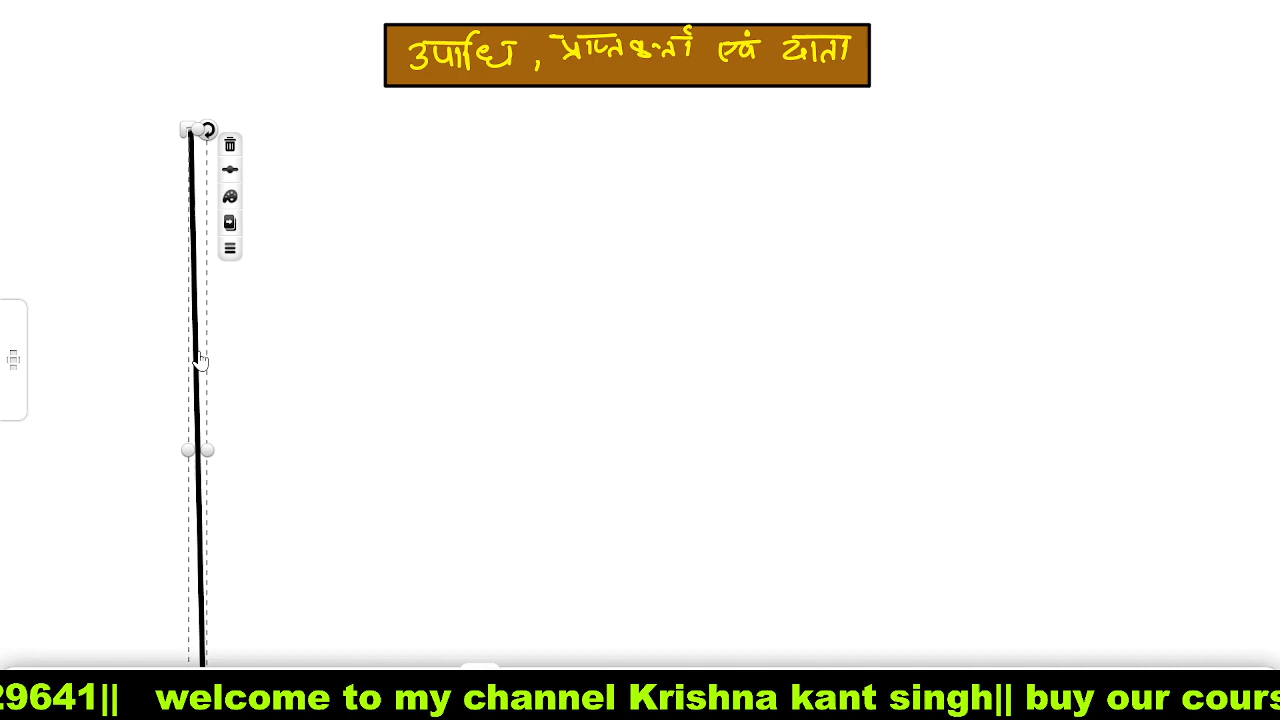 उपाधि , प्राप्तकर्ता एवं दाता
29641|| welcome to my channel Krishna kant singh|| buy our cours